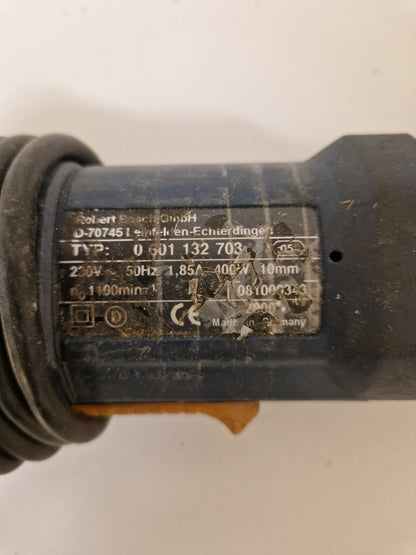 Robert Bosch GmbH
D-70745 Leinfelden-Echterdingen
TYP: 0 601 132 703
230V ~ 50Hz 1,85A 400W 10mm
n₀ 1100min⁻¹
CE Made in Germany